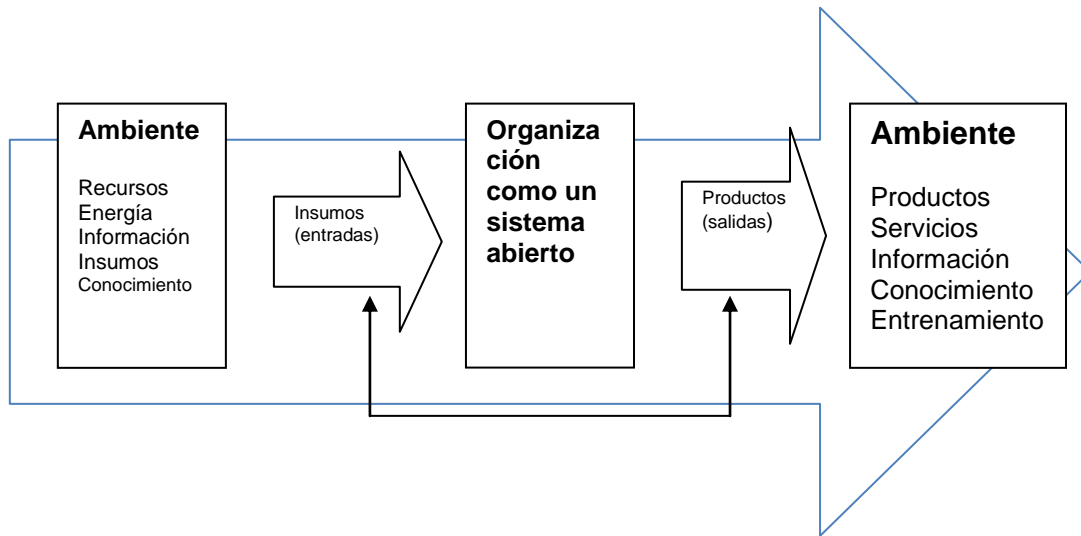 Ambiente
Recursos
Energía
Información
Insumos
Conocimiento
Insumos
(entradas)
Organiza
ción
como un
sistema
abierto
Productos
(salidas)
Ambiente
Productos
Servicios
Información
Conocimiento
Entrenamiento